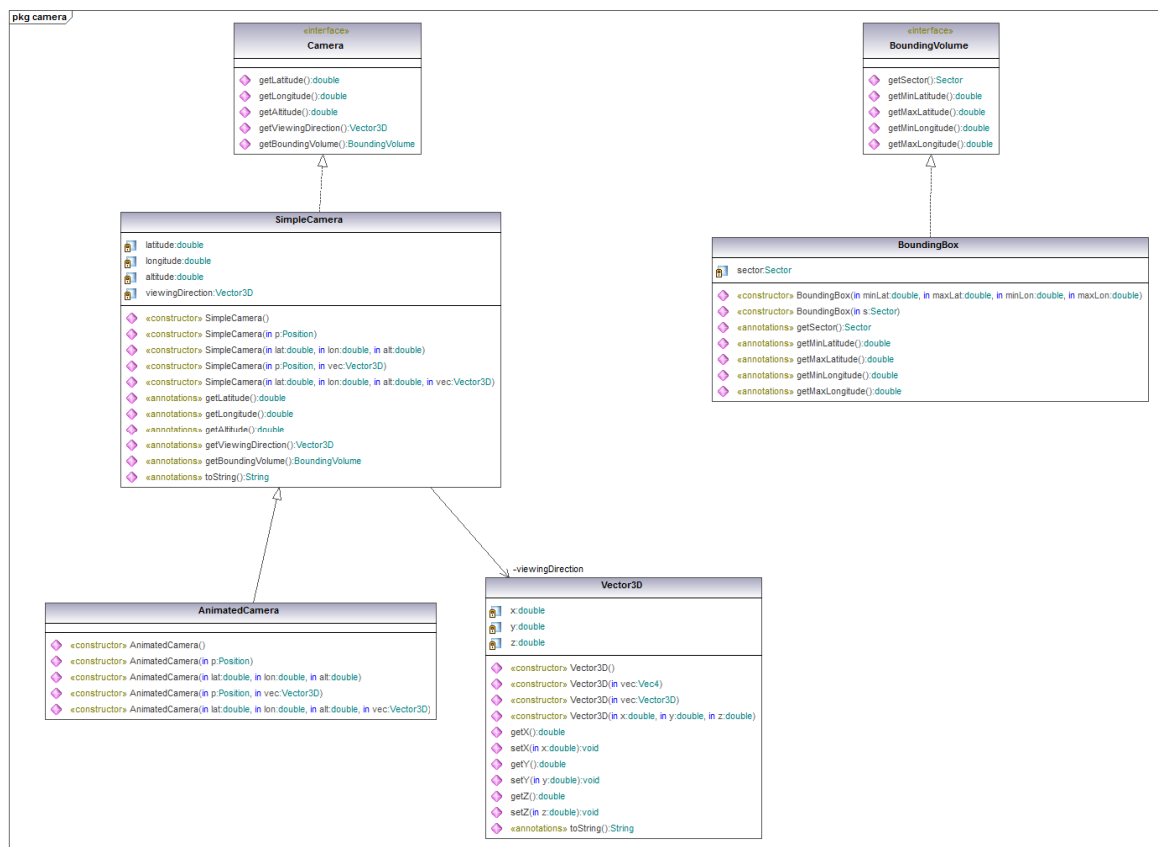 pkg camera
«interface»
Camera
getLatitude():double
getLongitude():double
getAltitude():double
getViewingDirection():Vector3D
getBoundingVolume():BoundingVolume
«interface»
BoundingVolume
getSector():Sector
getMinLatitude():double
getMaxLatitude():double
getMinLongitude():double
getMaxLongitude():double
SimpleCamera
latitude:double
longitude:double
altitude:double
viewingDirection:Vector3D
«constructor» SimpleCamera()
«constructor» SimpleCamera(in p:Position)
«constructor» SimpleCamera(in lat:double, in lon:double, in alt:double)
«constructor» SimpleCamera(in p:Position, in vec:Vector3D)
«constructor» SimpleCamera(in lat:double, in lon:double, in alt:double, in vec:Vector3D)
«annotations» getLatitude():double
«annotations» getLongitude():double
«annotations» getAltitude():double
«annotations» getViewingDirection():Vector3D
«annotations» getBoundingVolume():BoundingVolume
«annotations» toString():String
BoundingBox
sector:Sector
«constructor» BoundingBox(in minLat:double, in maxLat:double, in minLon:double, in maxLon:double)
«constructor» BoundingBox(in s:Sector)
«annotations» getSector():Sector
«annotations» getMinLatitude():double
«annotations» getMaxLatitude():double
«annotations» getMinLongitude():double
«annotations» getMaxLongitude():double
AnimatedCamera
«constructor» AnimatedCamera()
«constructor» AnimatedCamera(in p:Position)
«constructor» AnimatedCamera(in lat:double, in lon:double, in alt:double)
«constructor» AnimatedCamera(in p:Position, in vec:Vector3D)
«constructor» AnimatedCamera(in lat:double, in lon:double, in alt:double, in vec:Vector3D)
-viewingDirection
Vector3D
x:double
y:double
z:double
«constructor» Vector3D()
«constructor» Vector3D(in vec:Vec4)
«constructor» Vector3D(in vec:Vector3D)
«constructor» Vector3D(in x:double, in y:double, in z:double)
getX():double
setX(in x:double):void
getY():double
setY(in y:double):void
getZ():double
setZ(in z:double):void
«annotations» toString():String